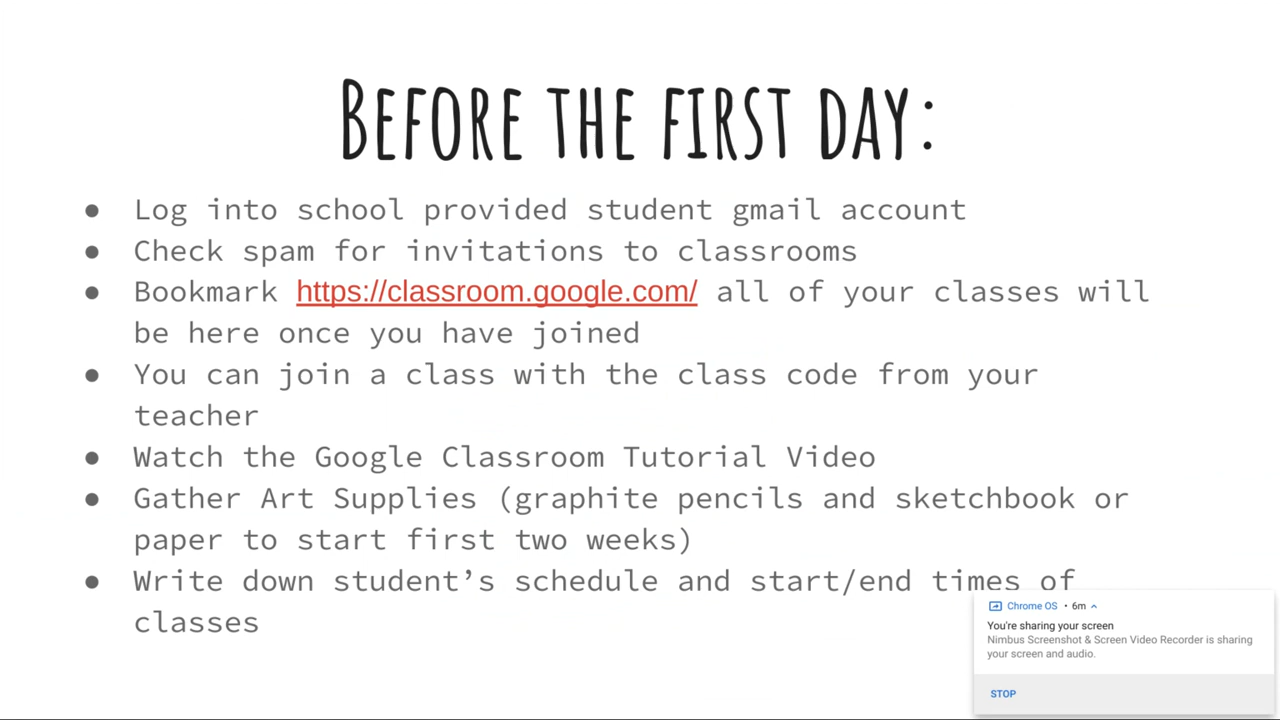 BEFORE THE FIRST DAY:
● Log into school provided student gmail account
● Check spam for invitations to classrooms
● Bookmark https://classroom.google.com/ all of your classes will
be here once you have joined
● You can join a class with the class code from your
teacher
● Watch the Google Classroom Tutorial Video
● Gather Art Supplies (graphite pencils and sketchbook or
paper to start first two weeks)
● Write down student’s schedule and start/end times of
classes
Chrome OS • 6m
You're sharing your screen
Nimbus Screenshot & Screen Video Recorder is sharing
your screen and audio.
STOP